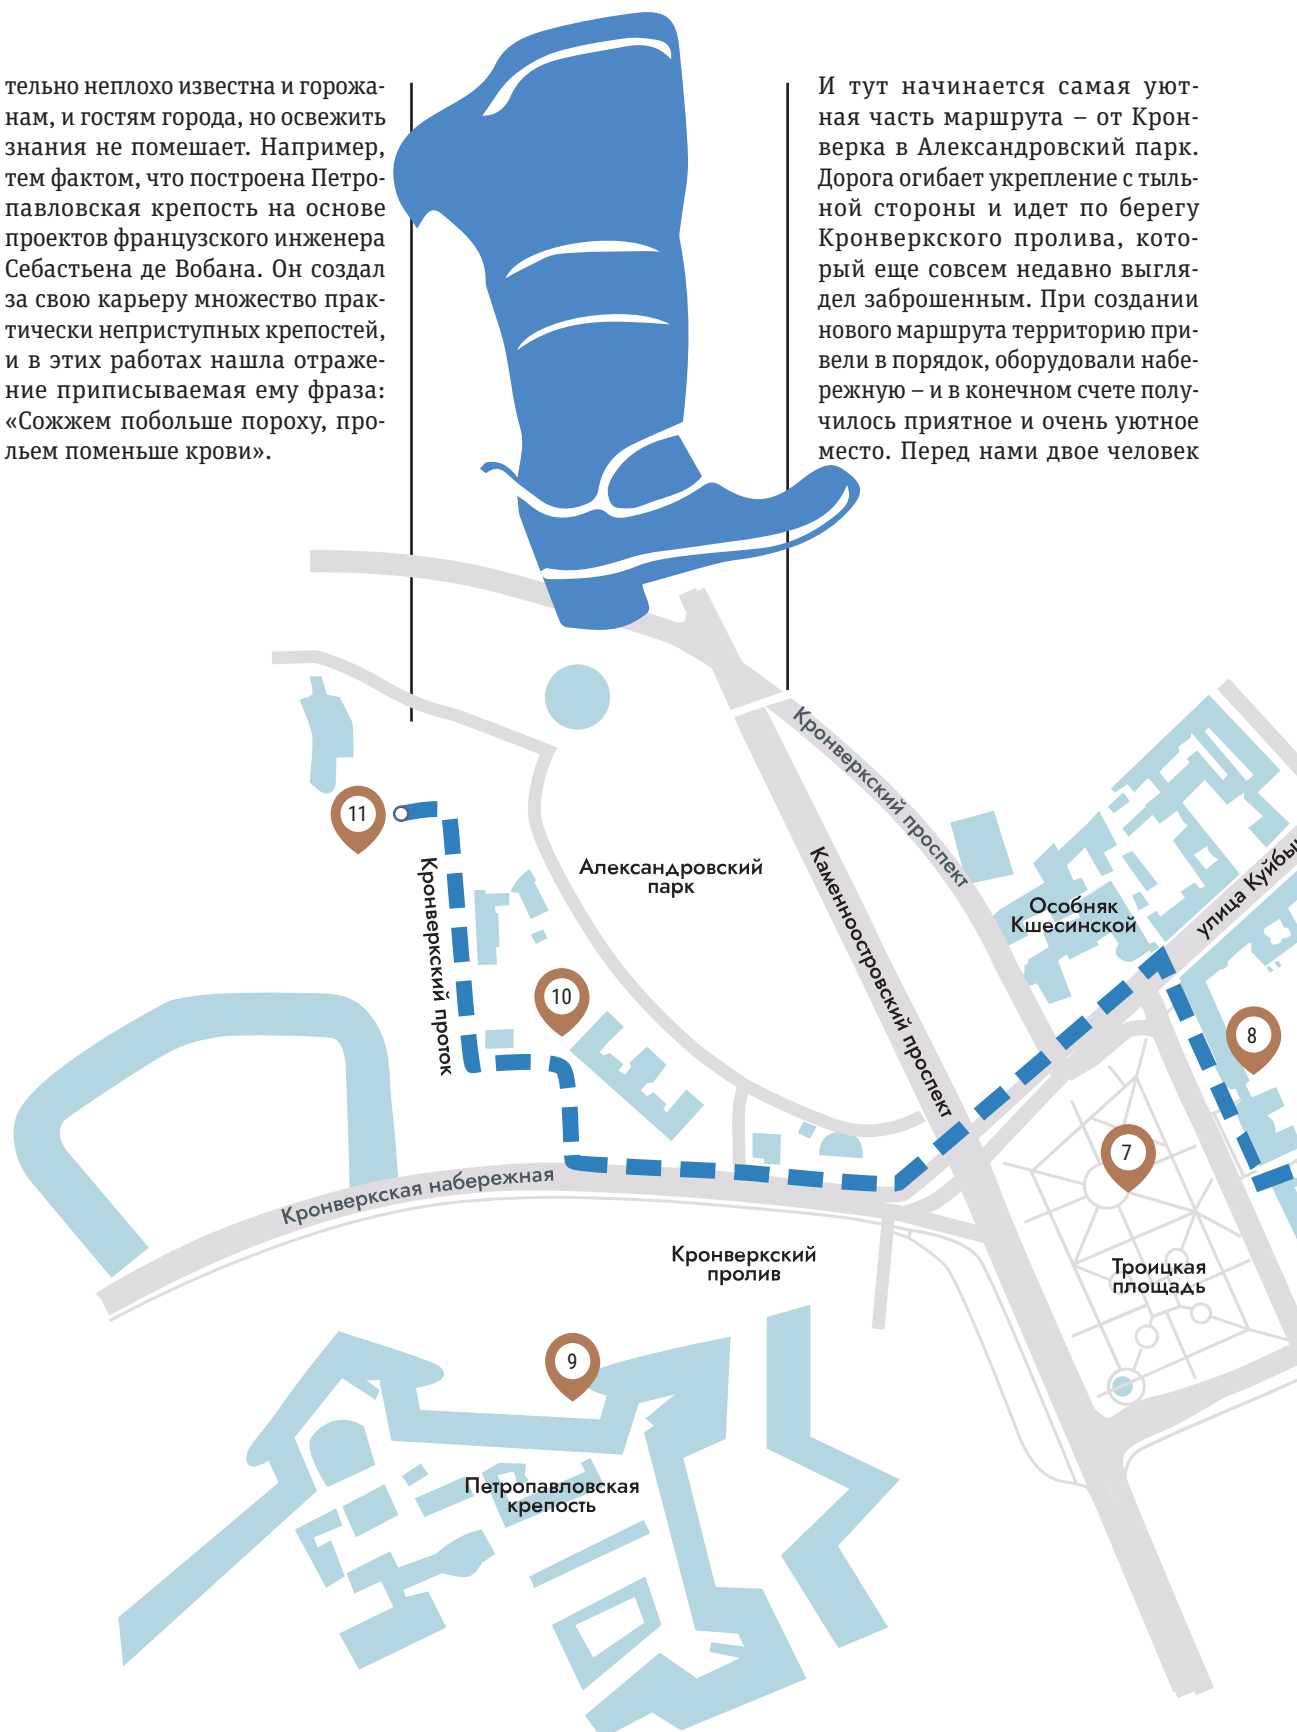 тельно неплохо известна и горожа-
нам, и гостям города, но освежить
знания не помешает. Например,
тем фактом, что построена Петро-
павловская крепость на основе
проектов французского инженера
Себастьена де Вобана. Он создал
за свою карьеру множество прак-
тически неприступных крепостей,
и в этих работах нашла отраже-
ние приписываемая ему фраза:
«Сожжем побольше пороху, про-
льем поменьше крови».
И тут начинается самая уют-
ная часть маршрута – от Крон-
верка в Александровский парк.
Дорога огибает укрепление с тыль-
ной стороны и идет по берегу
Кронверкского пролива, кото-
рый еще совсем недавно выгля-
дел заброшенным. При создании
нового маршрута территорию при-
вели в порядок, оборудовали набе-
режную – и в конечном счете полу-
чилось приятное и очень уютное
место. Перед нами двое человек
Кронверкский проспект
11
Кронверкский проток
Александровский
парк
Каменноостровский проспект
Особняк
Кшесинской
улица Куйбыш
10
8
7
Кронверкская набережная
Кронверкский
пролив
Троицкая
площадь
9
Петропавловская
крепость